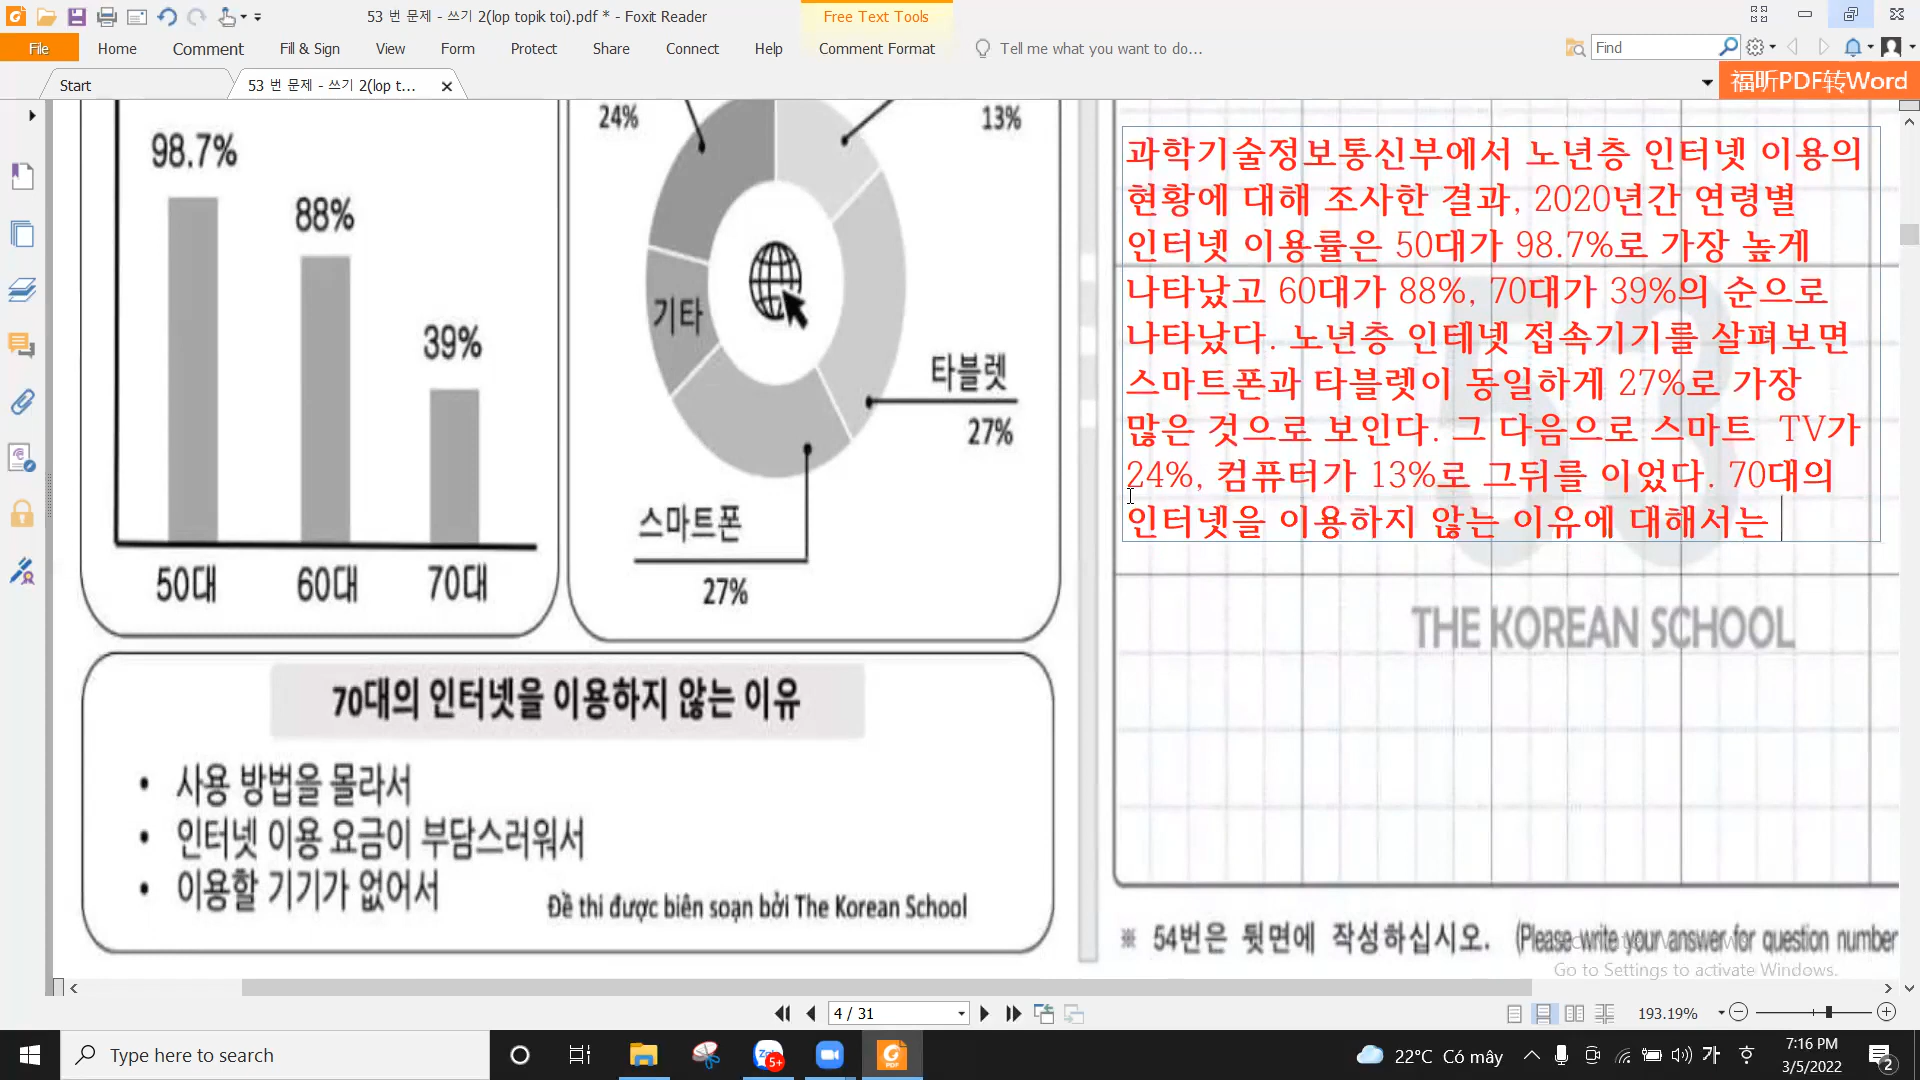 53 번 문제 - 쓰기 2(lop topik toi).pdf * - Foxit Reader
Free Text Tools
File
Home
Comment
Fill & Sign
View
Form
Protect
Share
Connect
Help
Comment Format
Tell me what you want to do...
Find
Start
53 번 문제 - 쓰기 2(lop t...
福昕PDF转Word
98.7%
88%
39%
50대
60대
70대
24%
13%
기타
타블렛
27%
스마트폰
27%
70대의 인터넷을 이용하지 않는 이유
• 사용 방법을 몰라서
• 인터넷 이용 요금이 부담스러워서
• 이용할 기기가 없어서
Đề thi được biên soạn bởi The Korean School
과학기술정보통신부에서 노년층 인터넷 이용의
현황에 대해 조사한 결과, 2020년간 연령별
인터넷 이용률은 50대가 98.7%로 가장 높게
나타났고 60대가 88%, 70대가 39%의 순으로
나타났다. 노년층 인테넷 접속기기를 살펴보면
스마트폰과 타블렛이 동일하게 27%로 가장
많은 것으로 보인다. 그 다음으로 스마트 TV가
24%, 컴퓨터가 13%로 그뒤를 이었다. 70대의
인터넷을 이용하지 않는 이유에 대해서는
53
THE KOREAN SCHOOL
※ 54번은 뒷면에 작성하십시오. (Please write your answer for question number
Go to Settings to activate Windows.
4 / 31
193.19%
Type here to search
5+
22°C Có mây
가
7:16 PM
3/5/2022
2